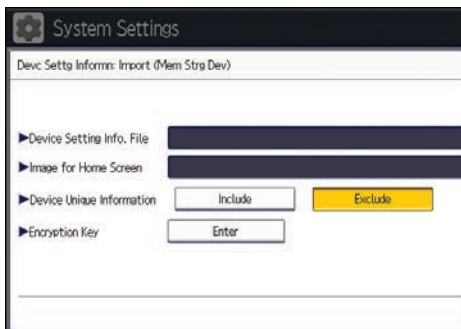 System Settings
Devc Settg Informn: Import (Mem Strg Dev)
▶Device Setting Info. File
▶Image for Home Screen
▶Device Unique Information Include Exclude
▶Encryption Key Enter